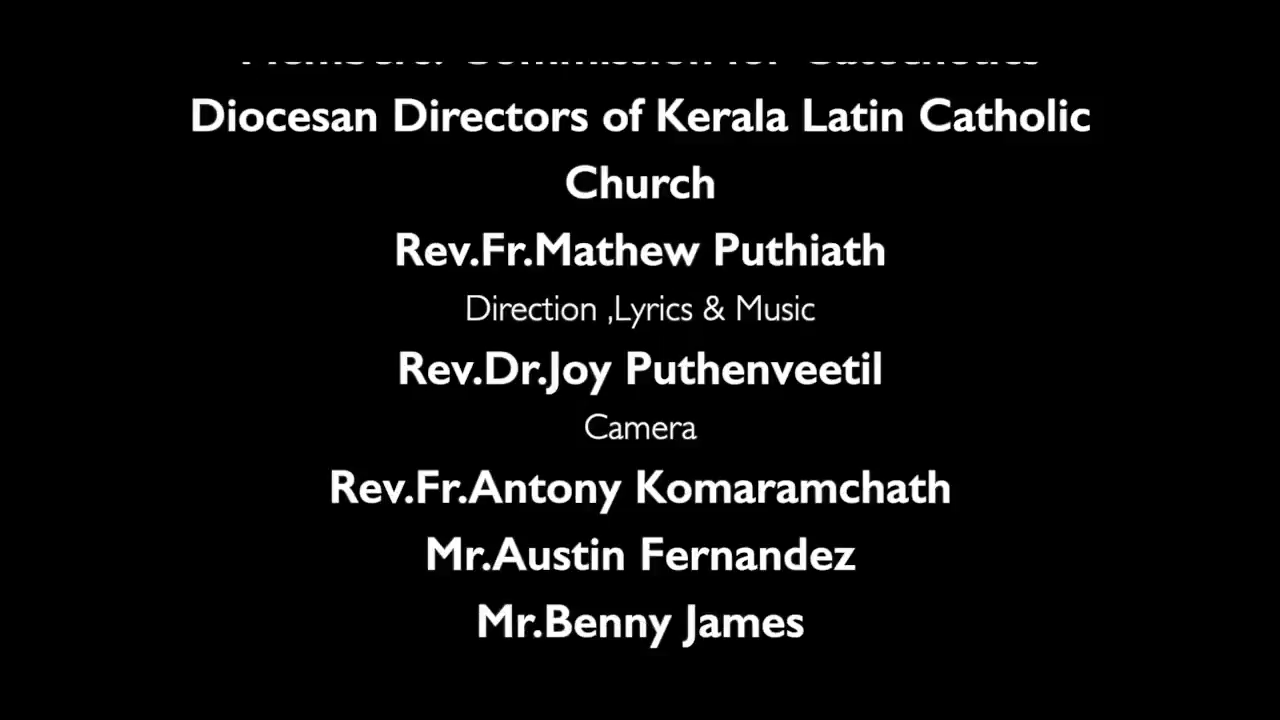 Diocesan Directors of Kerala Latin Catholic
Church
Rev.Fr.Mathew Puthiath
Direction ,Lyrics & Music
Rev.Dr.Joy Puthenveetil
Camera
Rev.Fr.Antony Komaramchath
Mr.Austin Fernandez
Mr.Benny James